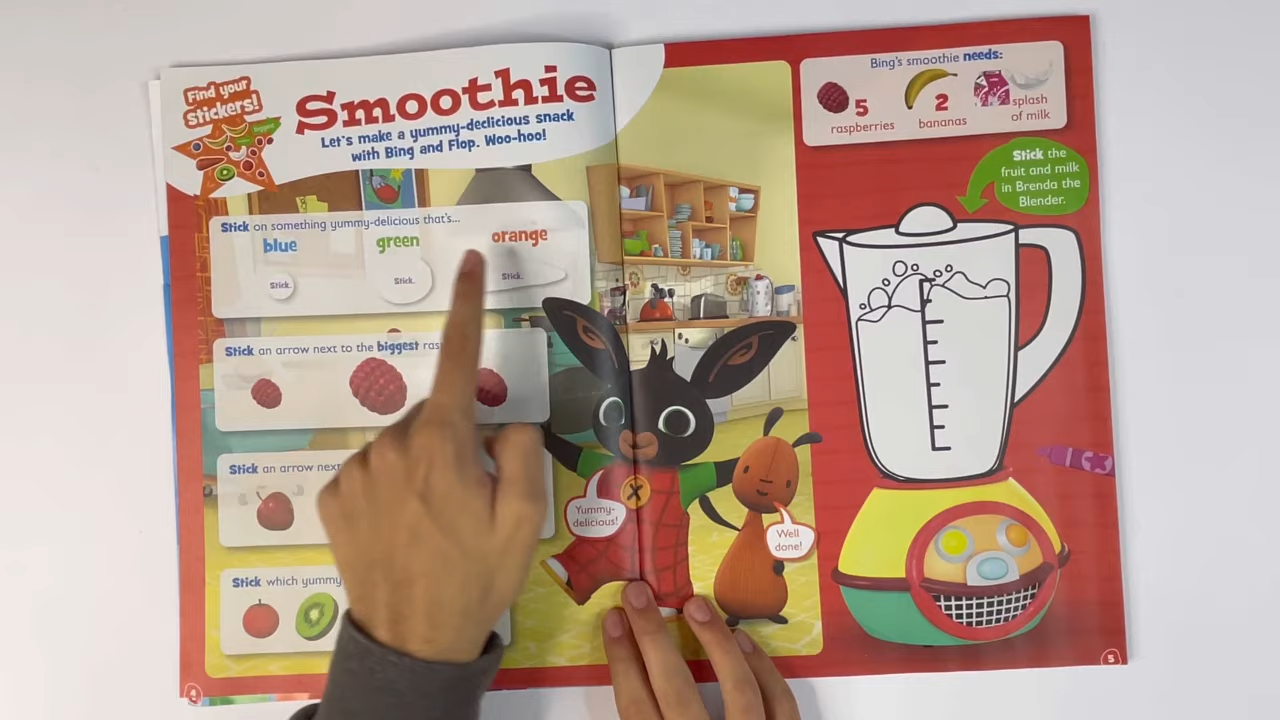 Find your
Stickers!
Smoothie
Let's make a yummy-declicious snack
with Bing and Flop. Woo-hoo!
Stick on something yummy-delicious that's...
blue
green
orange
Stick.
Stick.
Stick.
Stick an arrow next to the biggest
Stick an arrow next
Stick which yummy
Yummy-
delicious!
Well
done!
4
Bing's smoothie needs:
5
raspberries
2
bananas
splash
of milk
Stick the
fruit and milk
in Brenda the
Blender.
5